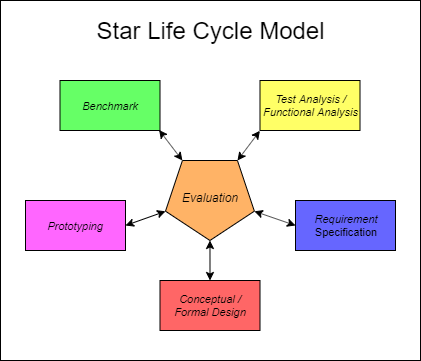 Star Life Cycle Model
Benchmark
Test Analysis /
Functional Analysis
Evaluation
Prototyping
Requirement
Specification
Conceptual /
Formal Design